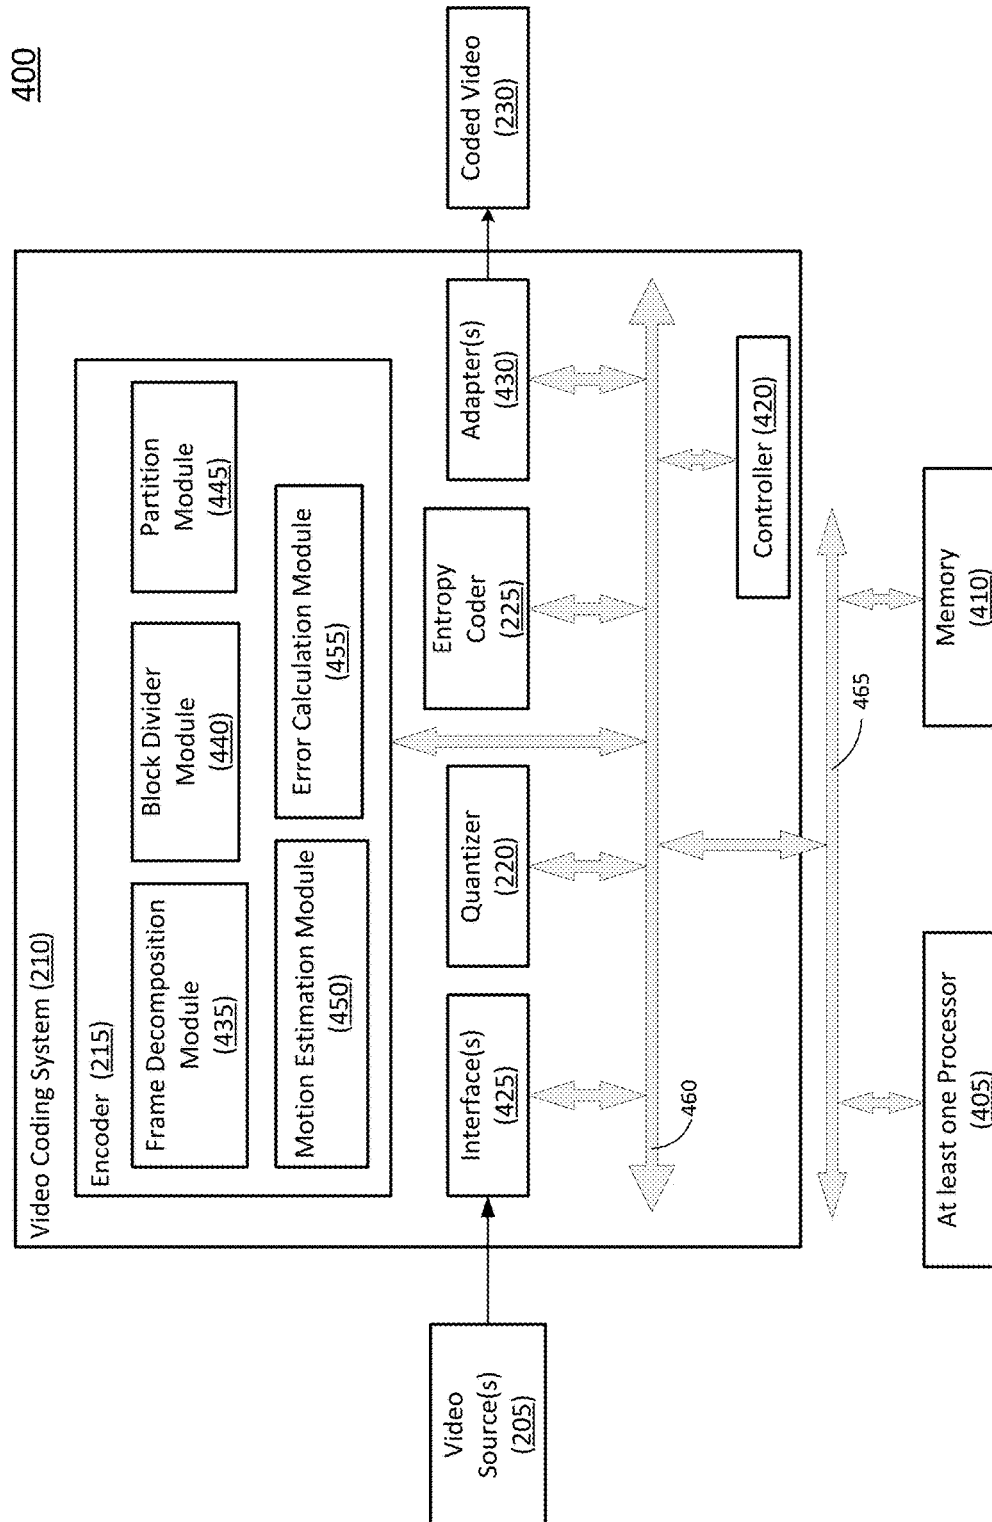 400
Video Coding System (210)
Encoder (215)
Frame Decomposition
Module
(435)
Block Divider
Module
(440)
Partition
Module
(445)
Motion Estimation Module
(450)
Error Calculation Module
(455)
Video
Source(s)
(205)
Interface(s)
(425)
Quantizer
(220)
Entropy
Coder
(225)
Adapter(s)
(430)
Coded Video
(230)
460
Controller (420)
465
At least one Processor
(405)
Memory
(410)